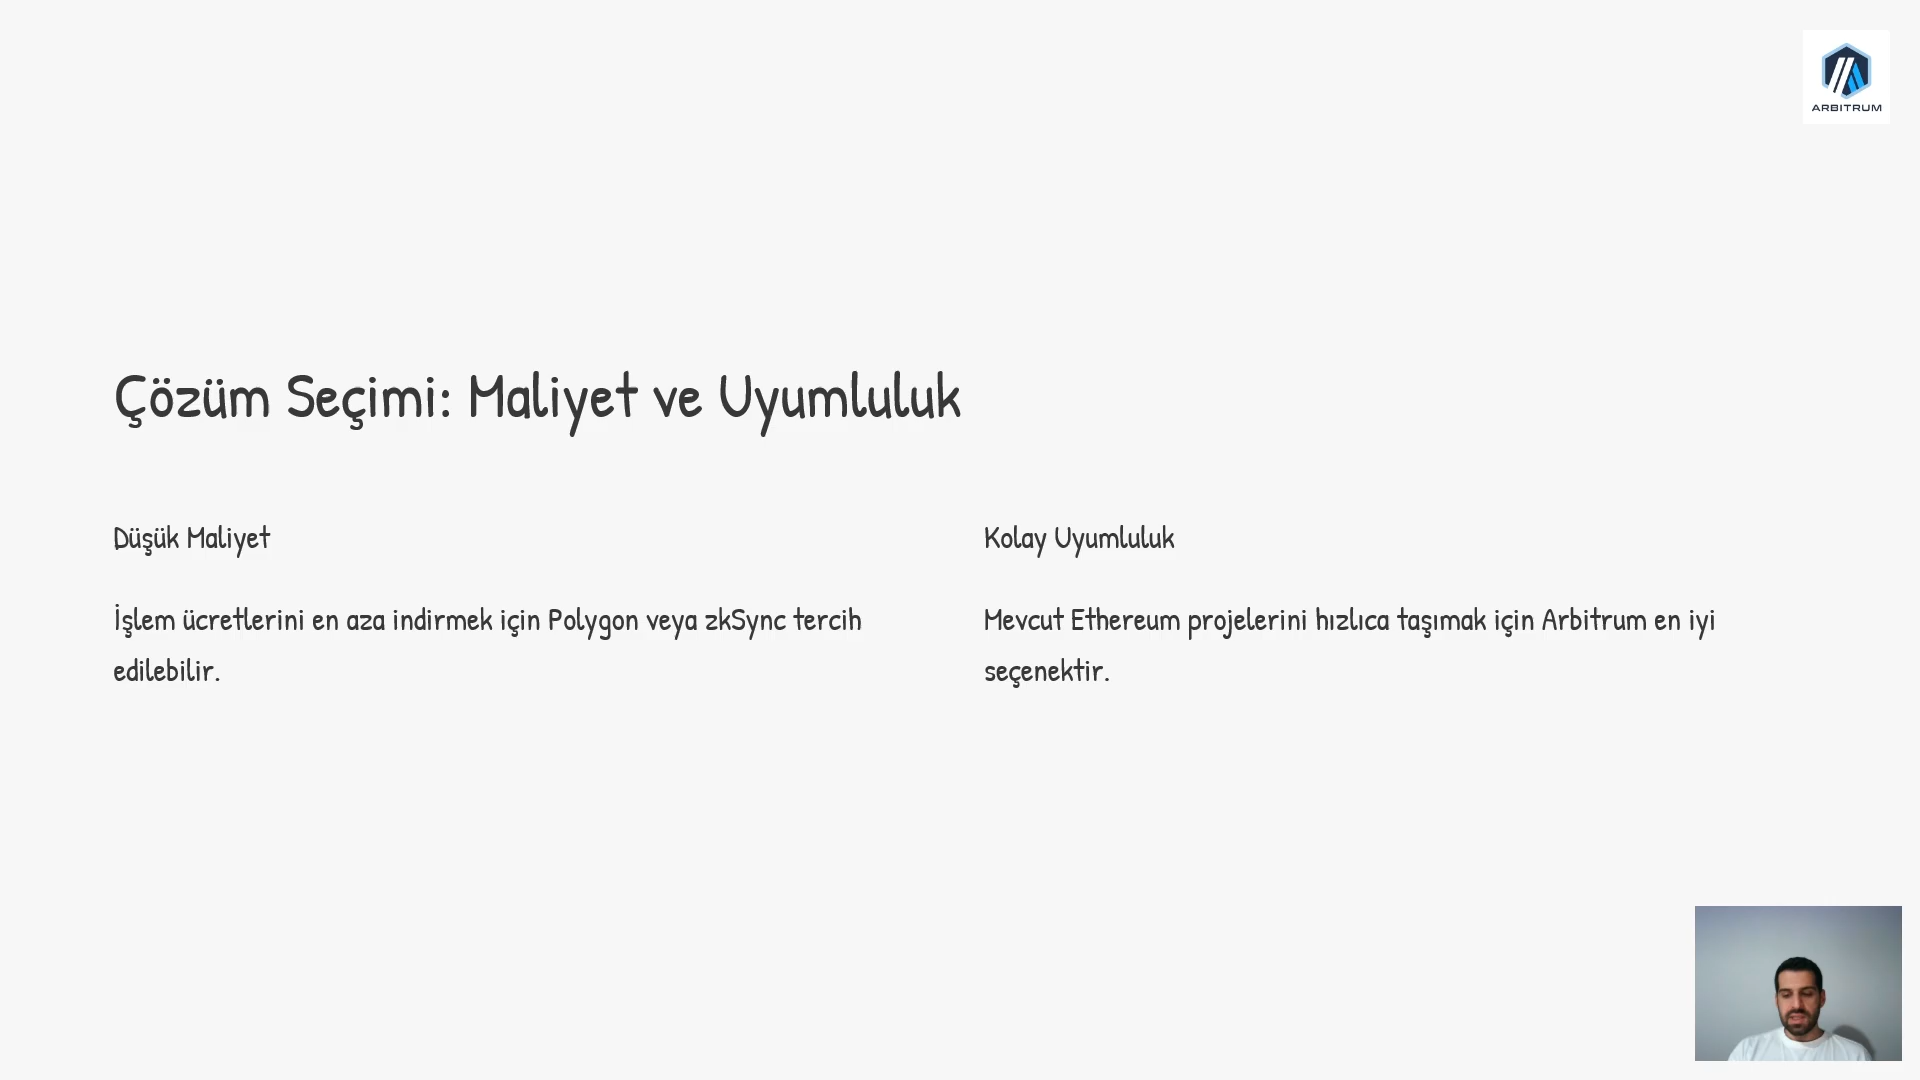 ARBITRUM
Çözüm Seçimi: Maliyet ve Uyumluluk
Düşük Maliyet
İşlem ücretlerini en aza indirmek için Polygon veya zkSync tercih
edilebilir.
Kolay Uyumluluk
Mevcut Ethereum projelerini hızlıca taşımak için Arbitrum en iyi
seçenektir.